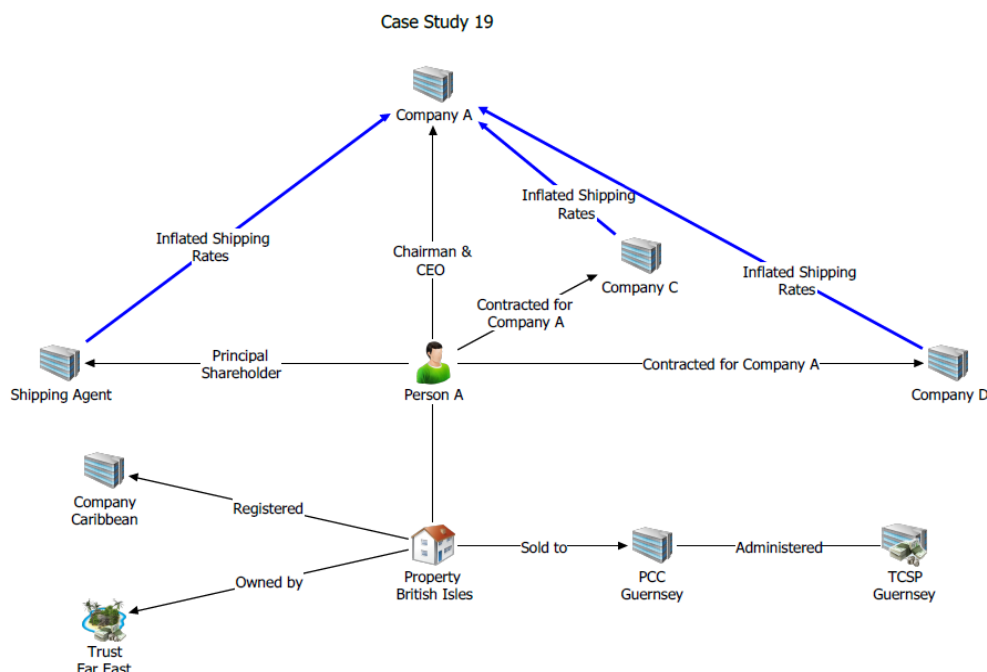 Case Study 19
Company A
Inflated Shipping
Rates
Inflated Shipping
Rates
Chairman &
CEO
Inflated Shipping
Rates
Company C
Contracted for
Company A
Principal
Shareholder
Contracted for Company A
Shipping Agent
Person A
Company D
Company
Caribbean
Registered
Sold to
Administered
Property
British Isles
PCC
Guernsey
TCSP
Guernsey
Owned by
Trust
Far East